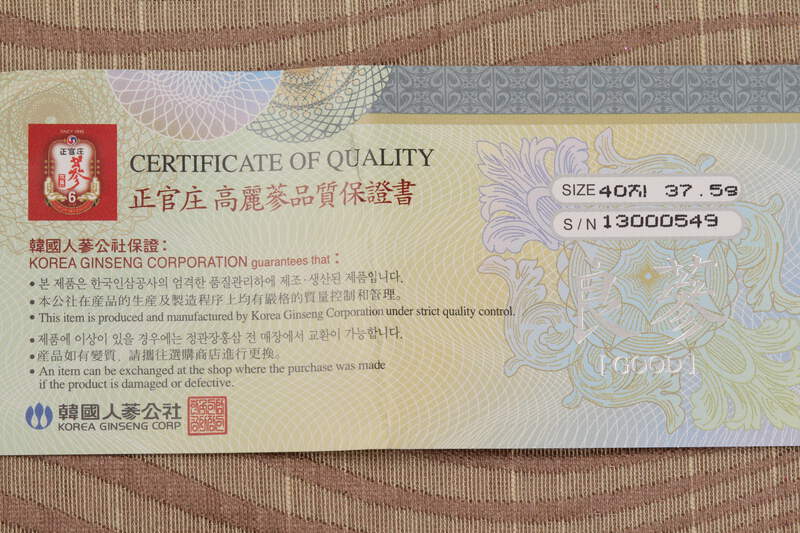 SINCE 1899
正官庄
蔘
6
CERTIFICATE OF QUALITY
正官庄 高麗蔘品質保證書
韓國人蔘公社保證:
KOREA GINSENG CORPORATION guarantees that :
• 본 제품은 한국인삼공사의 엄격한 품질관리하에 제조·생산된 제품입니다.
• 本公社在産品的生産及製造程序上均有嚴格的質量控制和管理。
• This item is produced and manufactured by Korea Ginseng Corporation under strict quality control.
• 제품에 이상이 있을 경우에는 정관장홍삼 전 매장에서 교환이 가능합니다.
• 産品如有變質, 請攜往選購商店進行更換。
• An item can be exchanged at the shop where the purchase was made
if the product is damaged or defective.
韓國人蔘公社
KOREA GINSENG CORP
SIZE 40지 37.5g
S/N 13000549
良蔘
[GOOD]